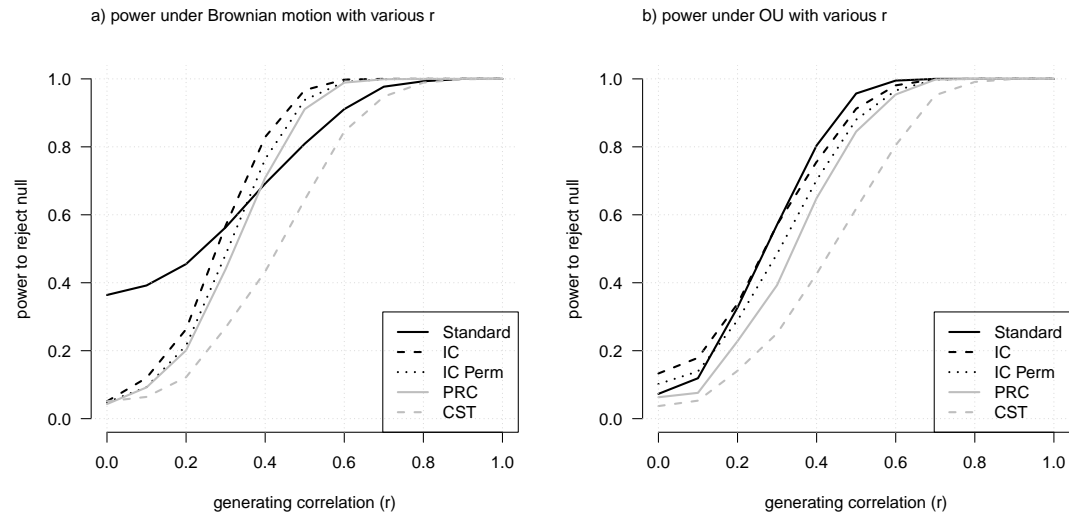 a) power under Brownian motion with various r
power to reject null
1.0
0.8
0.6
0.4
0.2
0.0
Standard
IC
IC Perm
PRC
CST
0.0 0.2 0.4 0.6 0.8 1.0
generating correlation (r)
b) power under OU with various r
power to reject null
1.0
0.8
0.6
0.4
0.2
0.0
Standard
IC
IC Perm
PRC
CST
0.0 0.2 0.4 0.6 0.8 1.0
generating correlation (r)